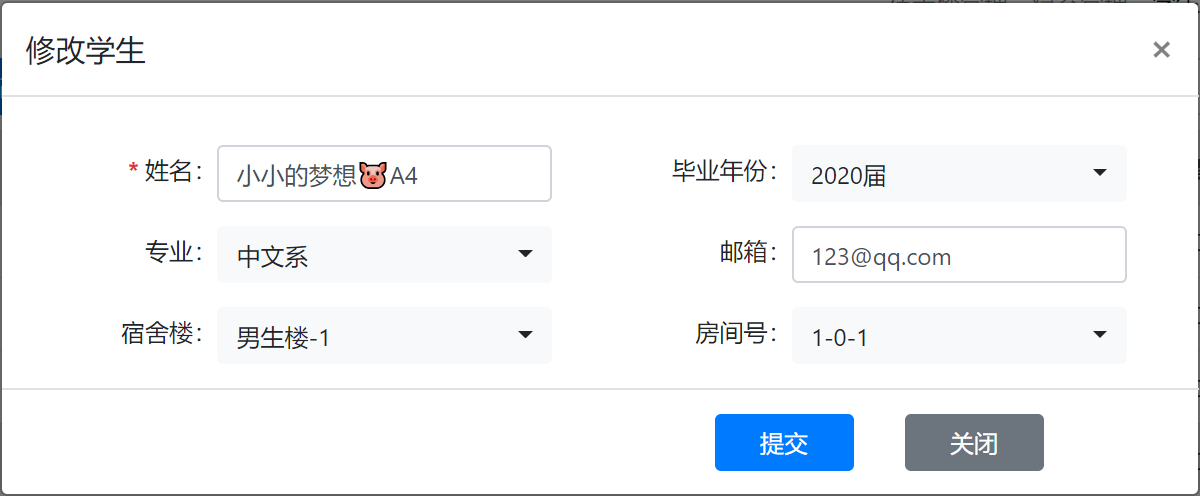 修改学生 ×
* 姓名: 小小的梦想🐷A4 毕业年份: 2020届
专业: 中文系 邮箱: 123@qq.com
宿舍楼: 男生楼-1 房间号: 1-0-1
提交 关闭